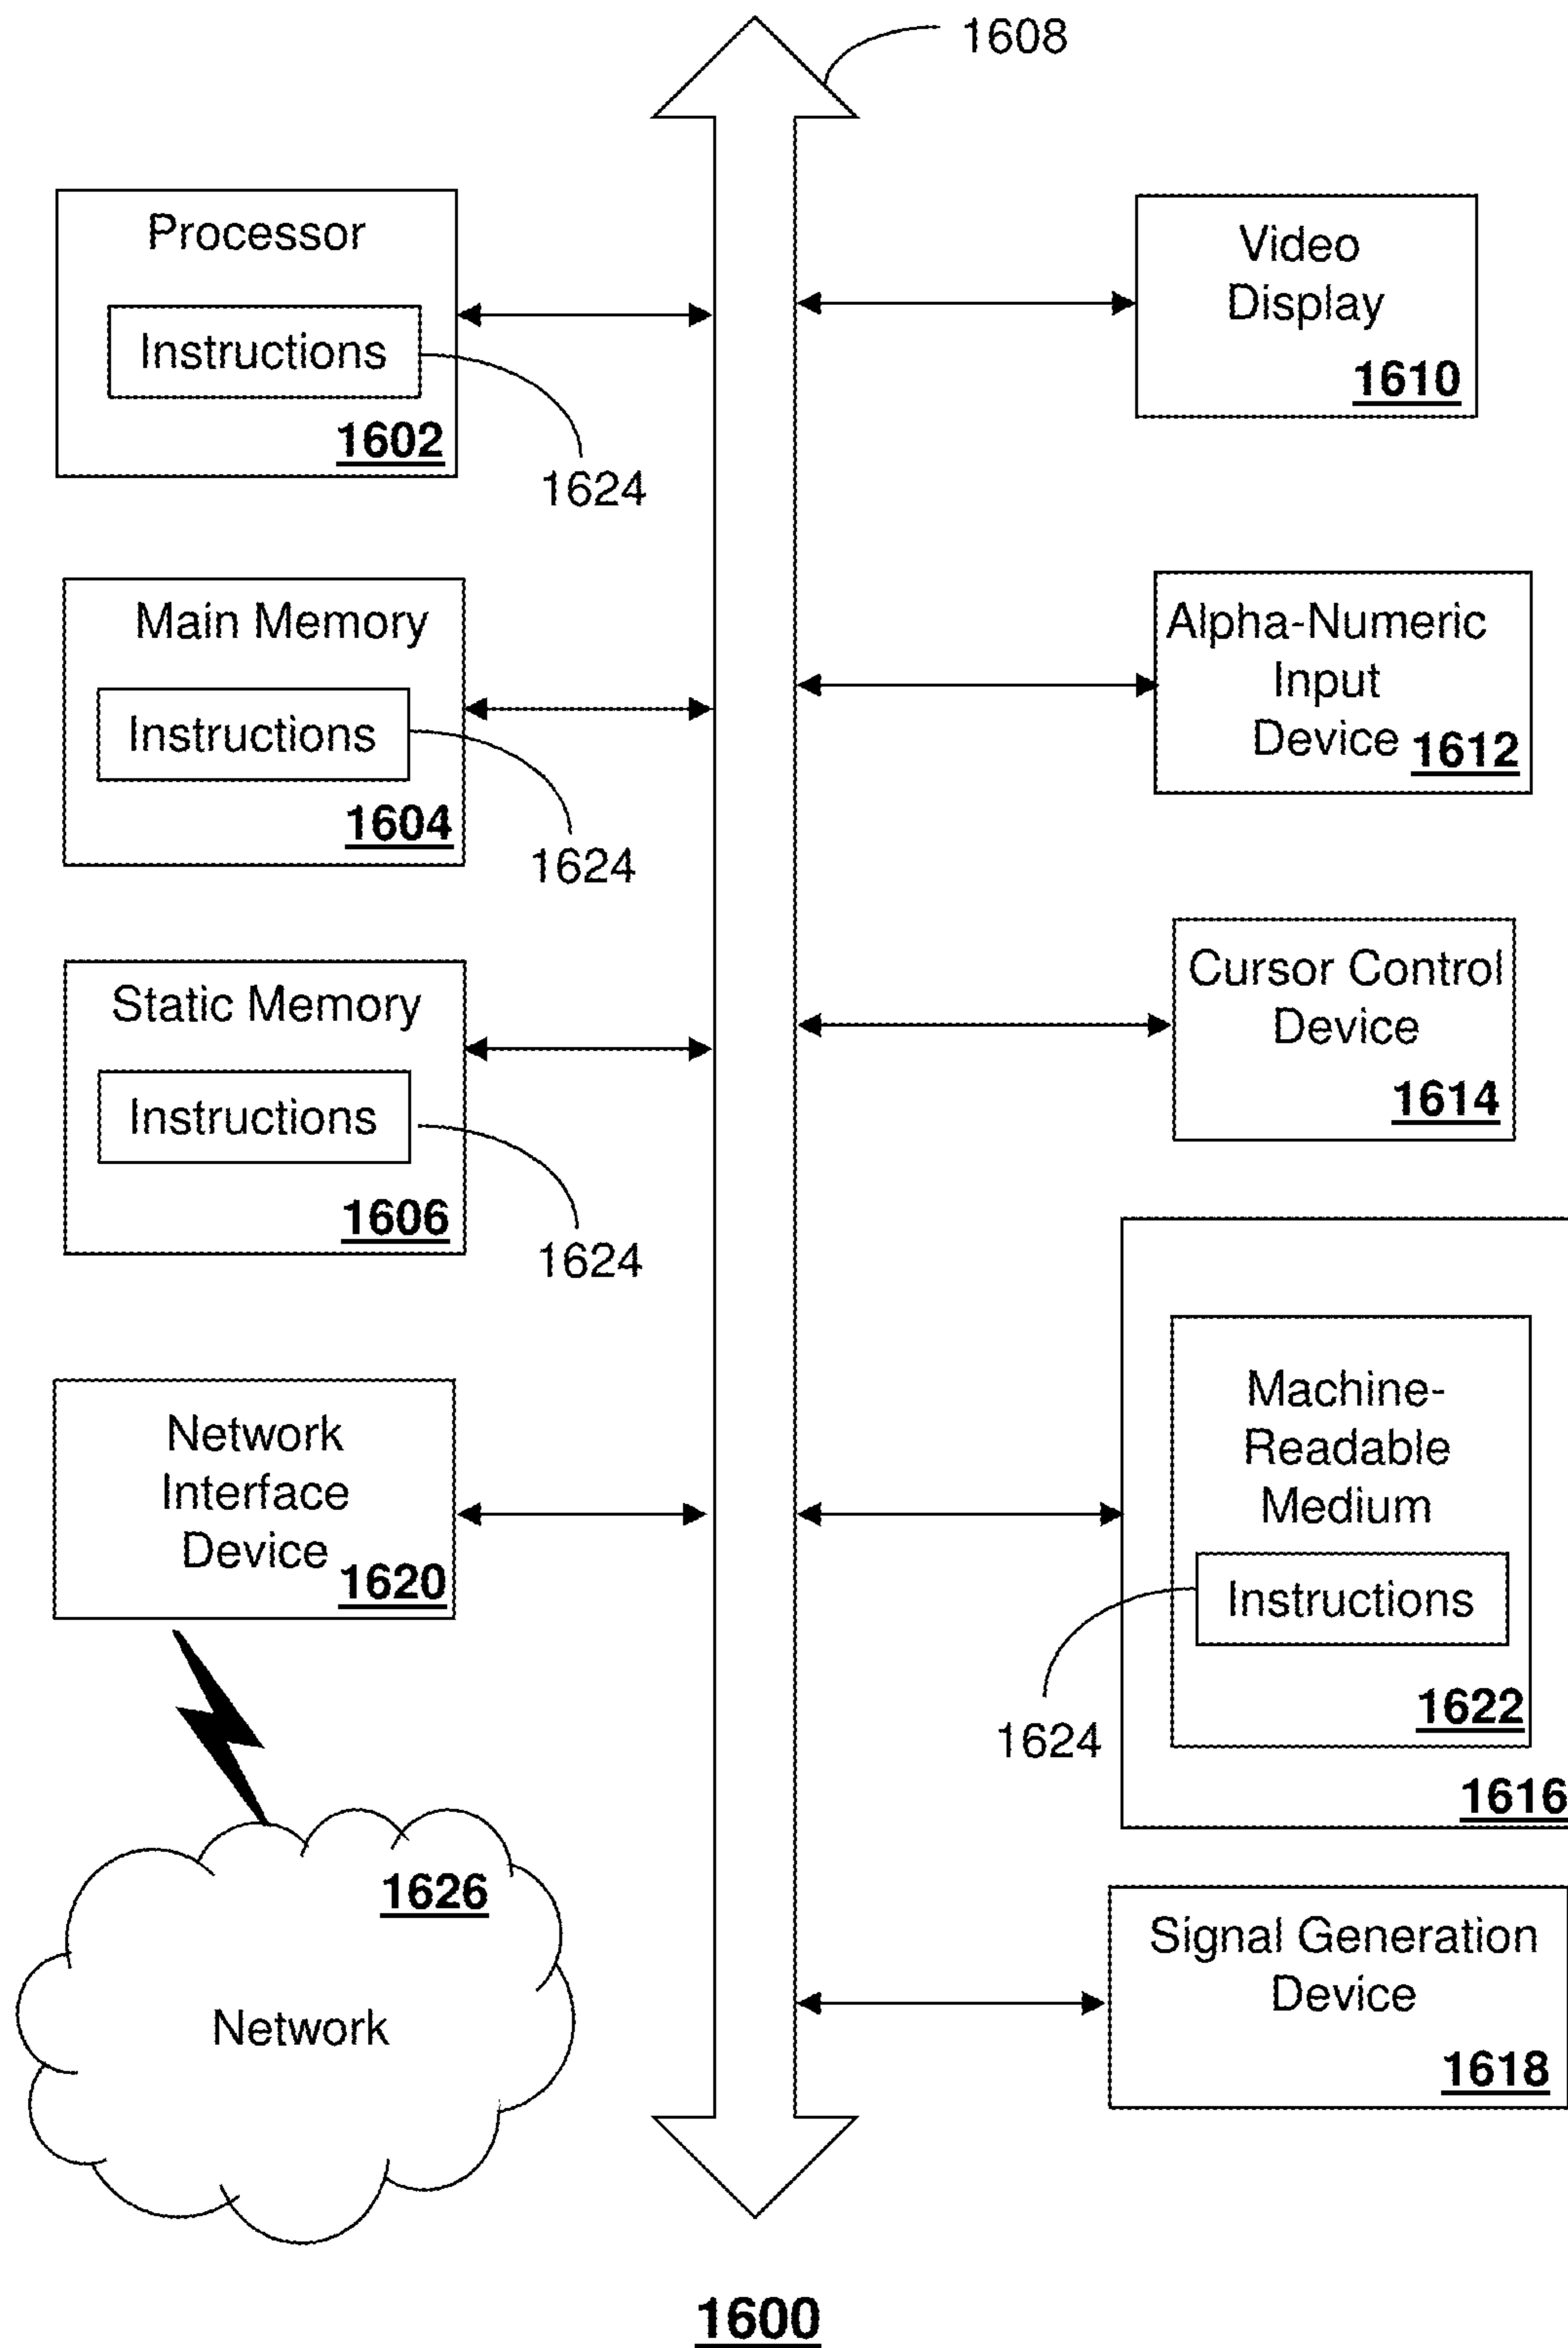 1608
Processor
Instructions
1602
1624
Main Memory
Instructions
1604
1624
Static Memory
Instructions
1606
1624
Network
Interface
Device
1620
1626
Network
Video
Display
1610
Alpha-Numeric
Input
Device 1612
Cursor Control
Device
1614
Machine-
Readable
Medium
Instructions
1624
1622
1616
Signal Generation
Device
1618
1600